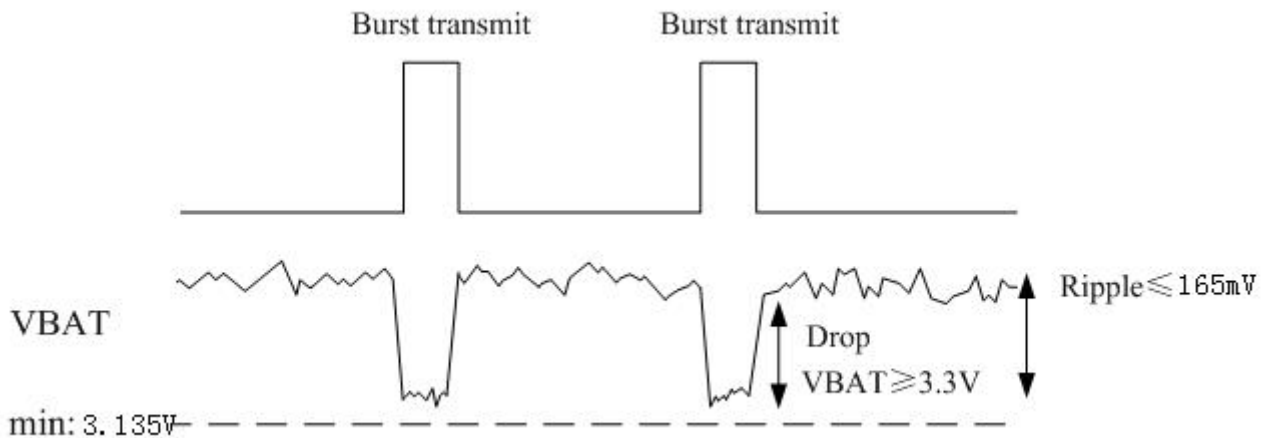 Burst transmit
Burst transmit
Ripple≤165mV
VBAT
Drop
VBAT≥3.3V
min: 3.135V